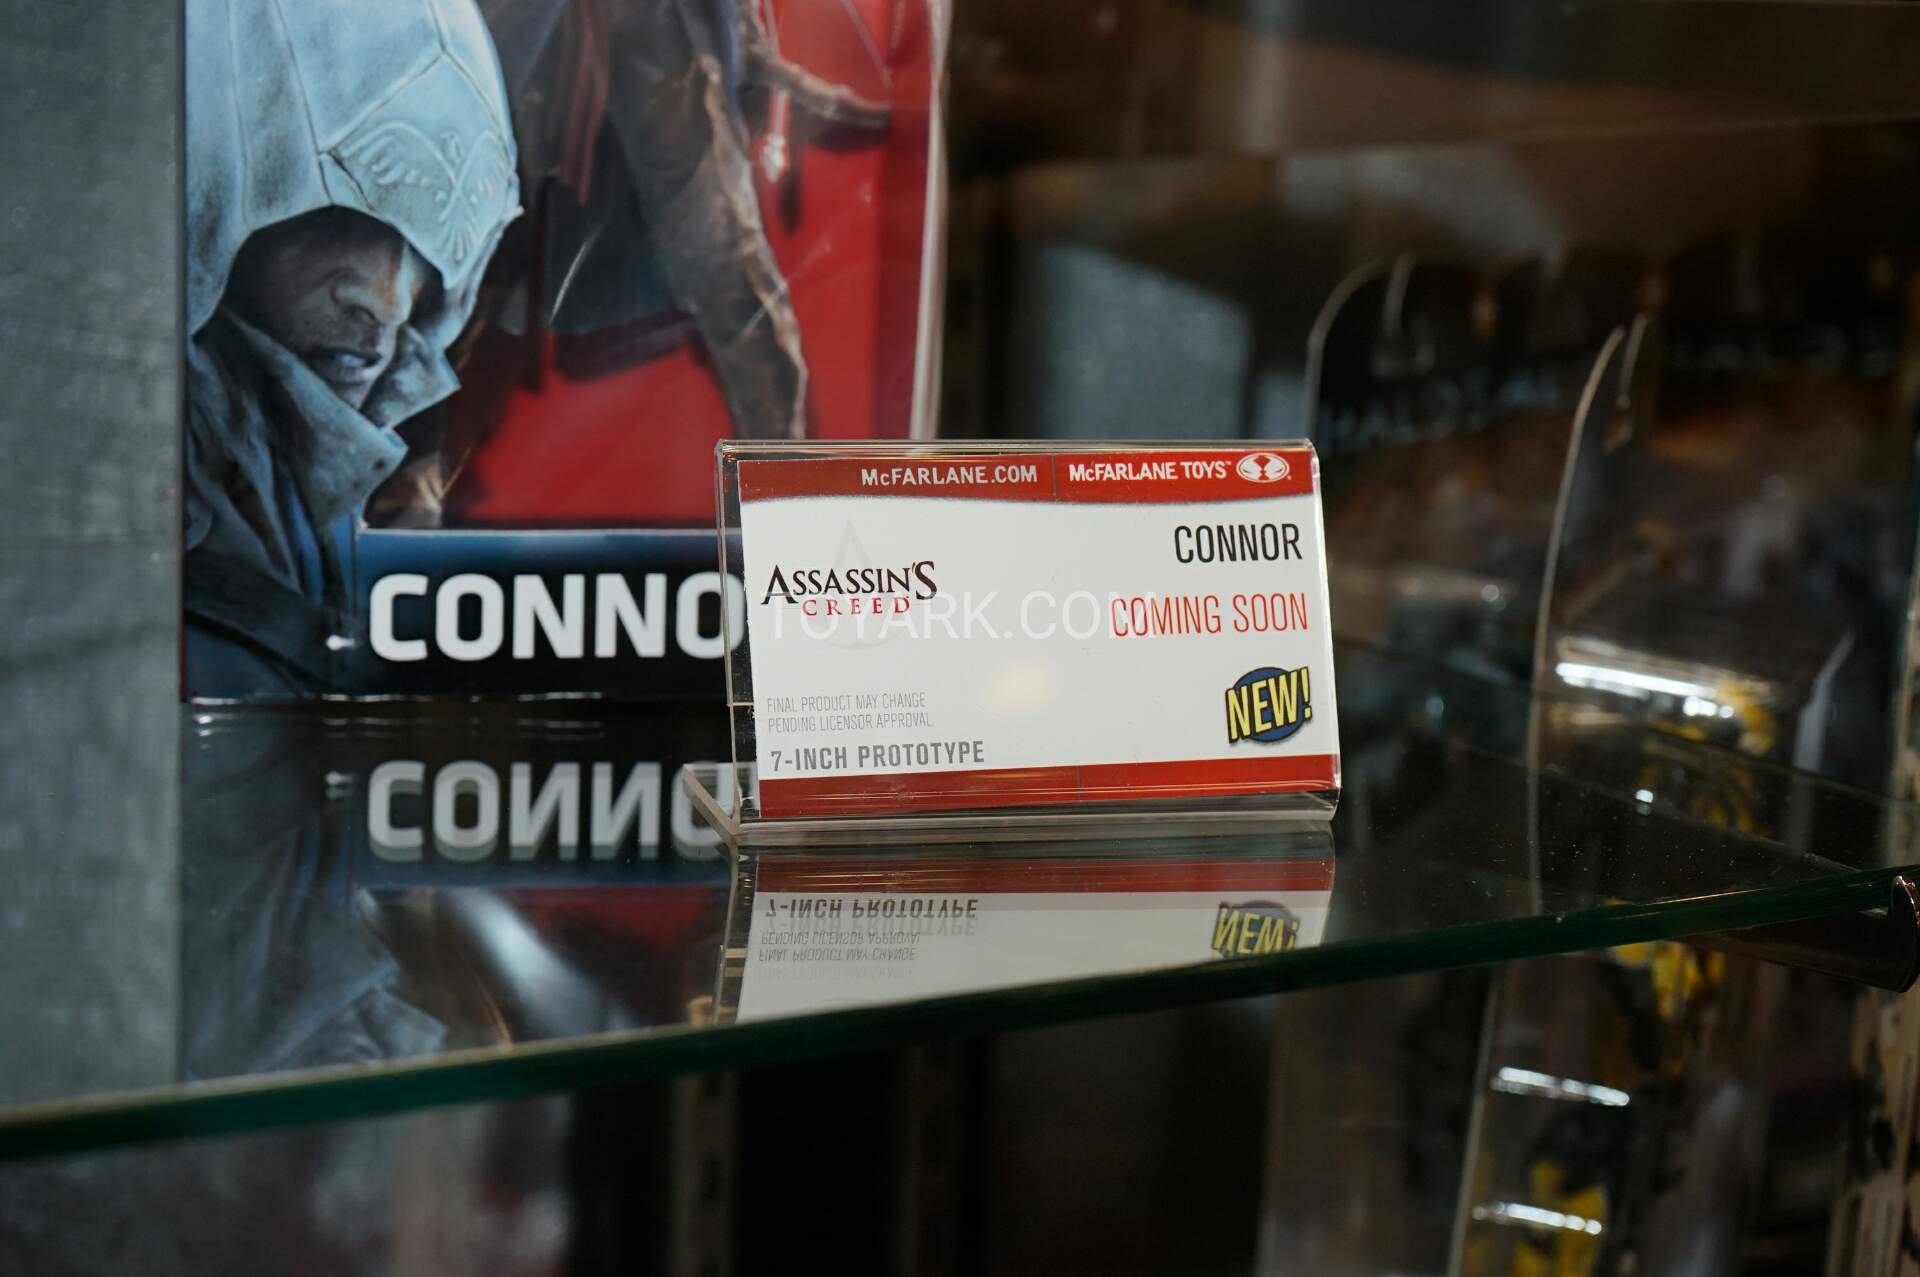 McFARLANE.COM
McFARLANE TOYS™
CONNOR
ASSASSIN'S
CREED
COMING SOON
TOYARK.COM
NEW!
FINAL PRODUCT MAY CHANGE
PENDING LICENSOR APPROVAL
7-INCH PROTOTYPE
CONNO